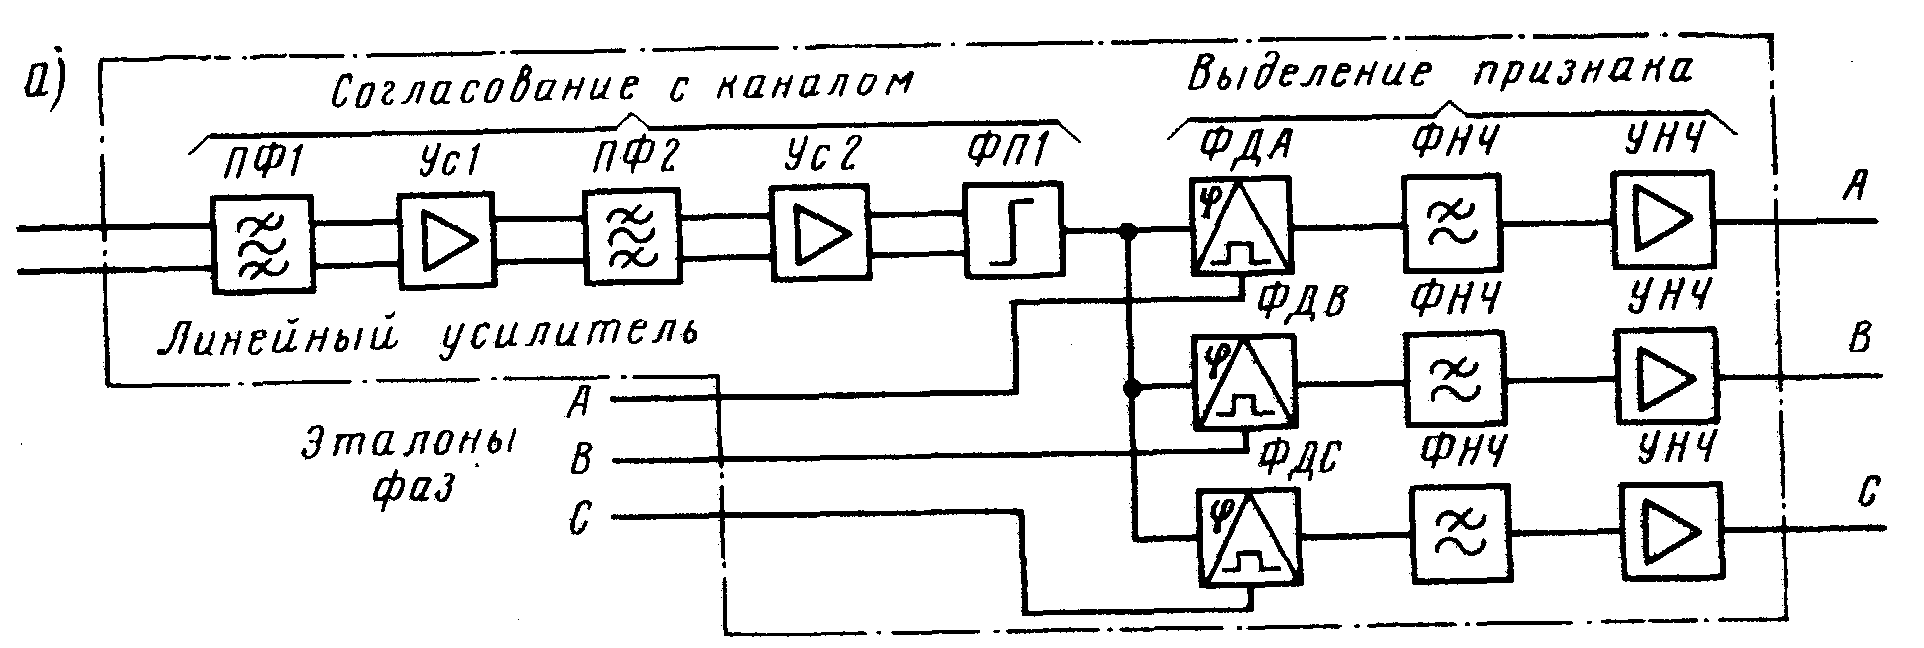 а)
Согласование с каналом
Выделение признака
ПФ1 Ус1 ПФ2 Ус2 ФП1 ФДА ФНЧ УНЧ
φ
А
Линейный усилитель
ФДВ ФНЧ УНЧ
φ
В
Эталоны
фаз
А
В
С
ФДС ФНЧ УНЧ
φ
С